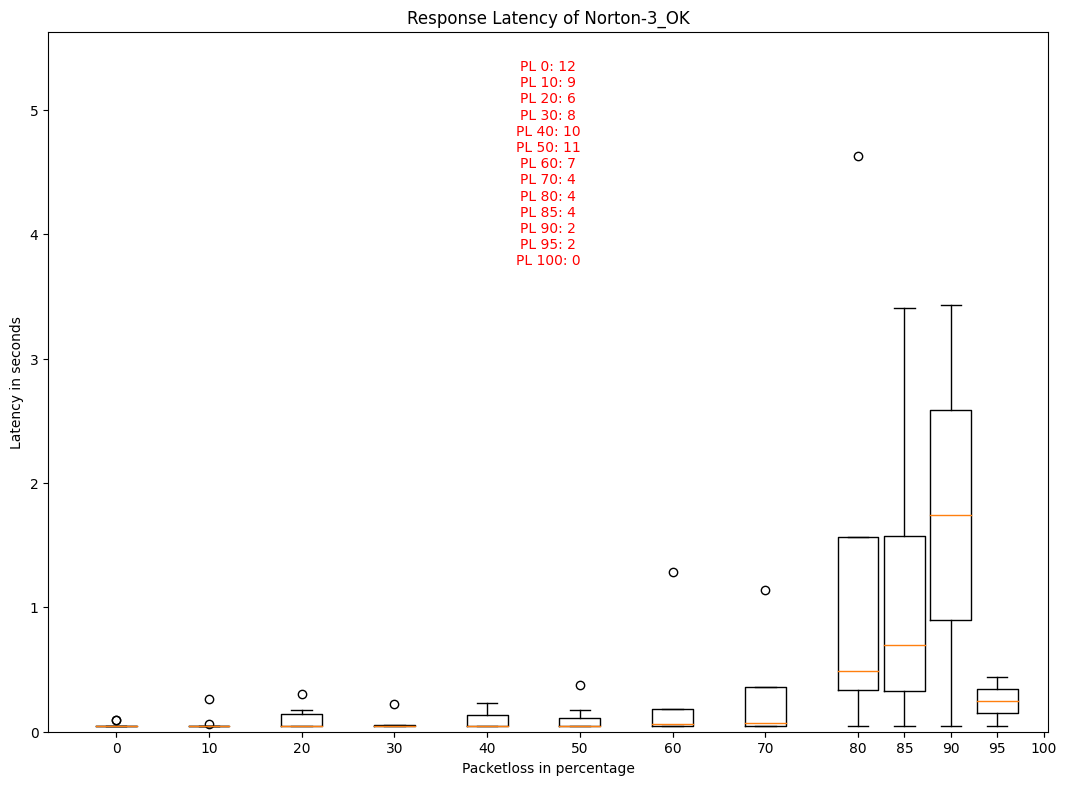 Response Latency of Norton-3_OK
PL 0: 12
PL 10: 9
PL 20: 6
PL 30: 8
PL 40: 10
PL 50: 11
PL 60: 7
PL 70: 4
PL 80: 4
PL 85: 4
PL 90: 2
PL 95: 2
PL 100: 0
Latency in seconds
5
4
3
2
1
0
0 10 20 30 40 50 60 70 80 85 90 95 100
Packetloss in percentage